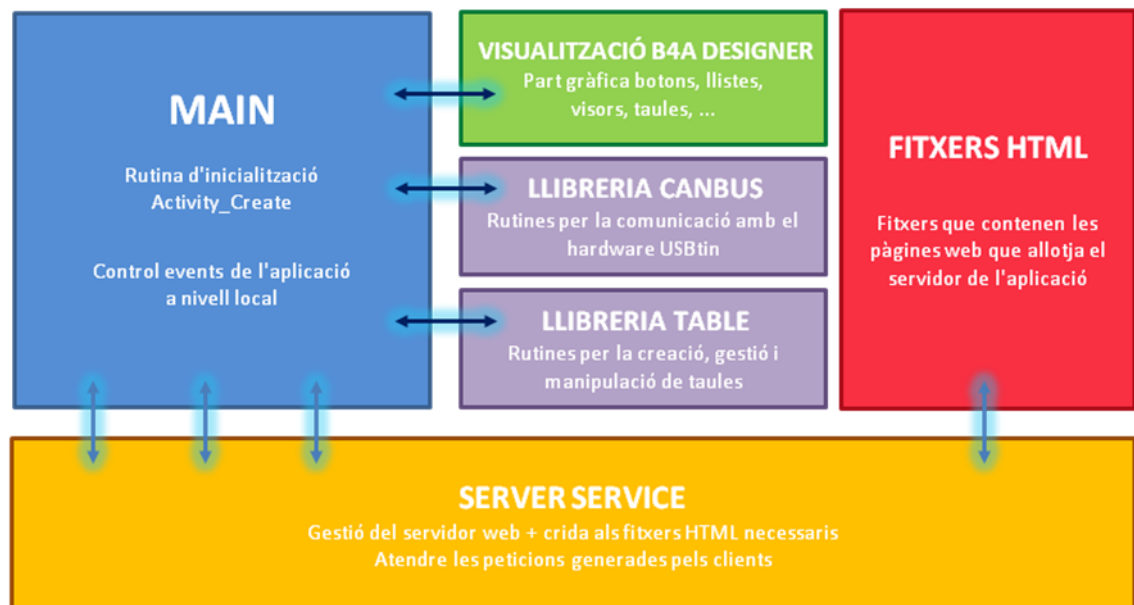 MAIN
Rutina d'inicialització
Activity_Create
Control events de l'aplicació
a nivell local
VISUALITZACIÓ B4A DESIGNER
Part gràfica botons, llistes,
visors, taules, ...
LLIBRERIA CANBUS
Rutines per la comunicació amb el
hardware USBtin
LLIBRERIA TABLE
Rutines per la creació, gestió i
manipulació de taules
FITXERS HTML
Fitxers que contenen les
pàgines web que allotja el
servidor de l'aplicació
SERVER SERVICE
Gestió del servidor web + crida als fitxers HTML necessaris
Atendre les peticions generades pels clients